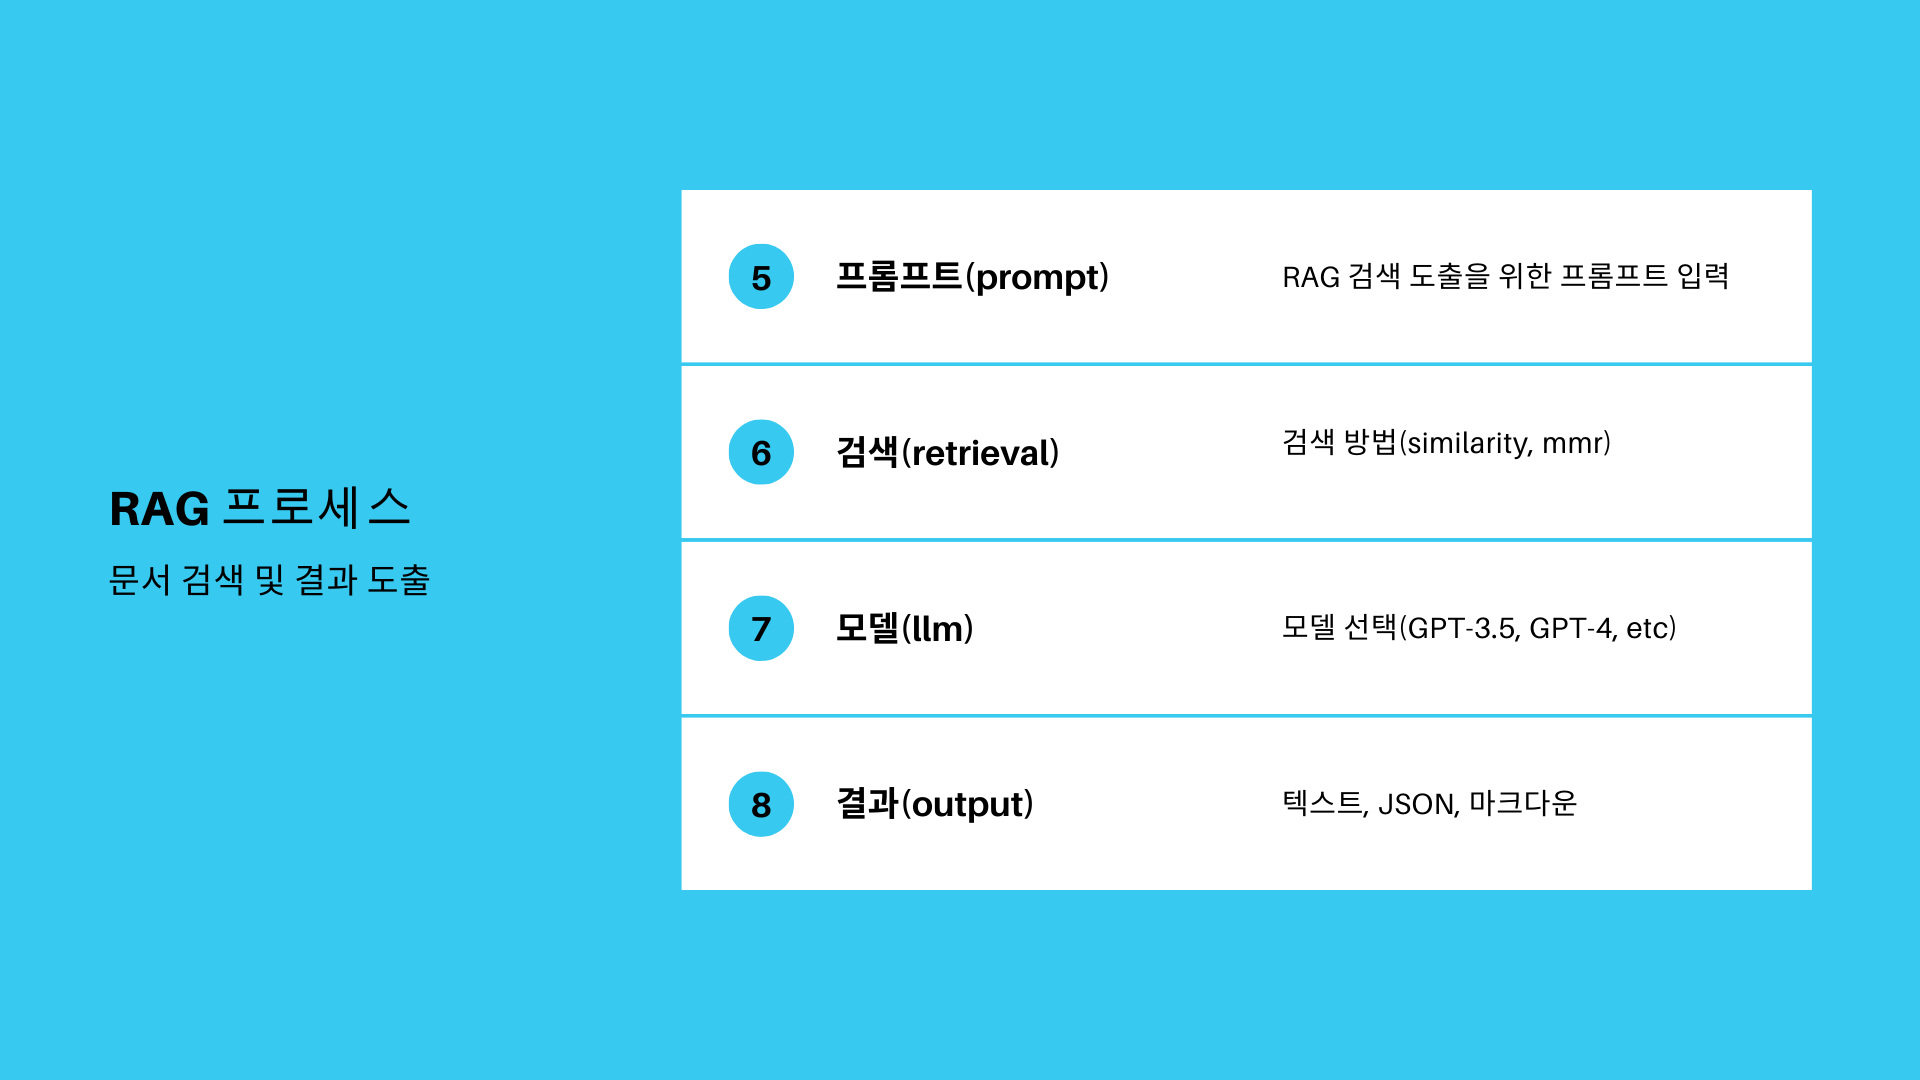 RAG 프로세스
문서 검색 및 결과 도출
5 프롬프트(prompt) RAG 검색 도출을 위한 프롬프트 입력
6 검색(retrieval) 검색 방법(similarity, mmr)
7 모델(llm) 모델 선택(GPT-3.5, GPT-4, etc)
8 결과(output) 텍스트, JSON, 마크다운